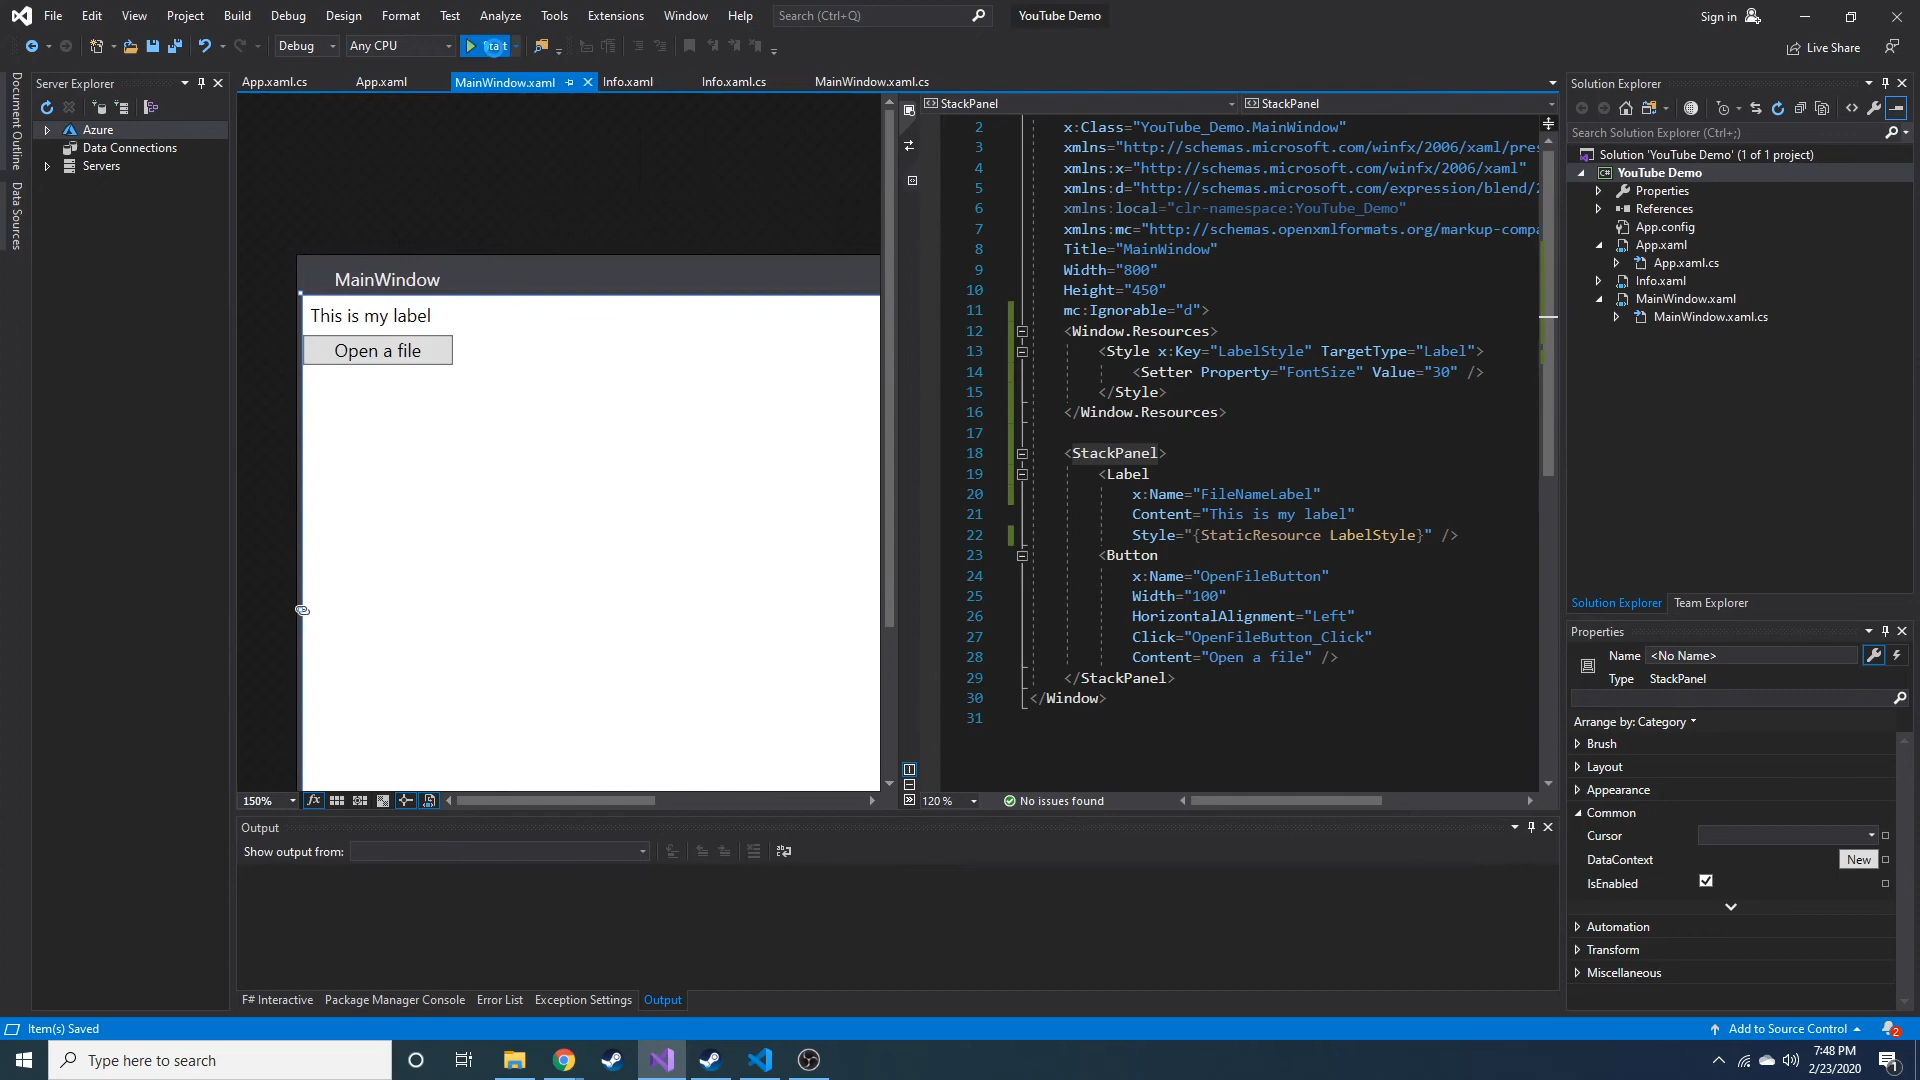 File Edit View Project Build Debug Design Format Test Analyze Tools Extensions Window Help Search (Ctrl+Q) YouTube Demo Sign in
Debug Any CPU Live Share
Document Outline
Data Sources
Server Explorer
Azure
Data Connections
Servers
App.xaml.cs App.xaml MainWindow.xaml Info.xaml Info.xaml.cs MainWindow.xaml.cs
MainWindow
This is my label
Open a file
150%
StackPanel StackPanel
2 x:Class="YouTube_Demo.MainWindow"
3 xmlns="http://schemas.microsoft.com/winfx/2006/xaml/pres
4 xmlns:x="http://schemas.microsoft.com/winfx/2006/xaml"
5 xmlns:d="http://schemas.microsoft.com/expression/blend/2
6 xmlns:local="clr-namespace:YouTube_Demo"
7 xmlns:mc="http://schemas.openxmlformats.org/markup-compa
8 Title="MainWindow"
9 Width="800"
10 Height="450"
11 mc:Ignorable="d">
12 <Window.Resources>
13 <Style x:Key="LabelStyle" TargetType="Label">
14 <Setter Property="FontSize" Value="30" />
15 </Style>
16 </Window.Resources>
17
18 <StackPanel>
19 <Label
20 x:Name="FileNameLabel"
21 Content="This is my label"
22 Style="{StaticResource LabelStyle}" />
23 <Button
24 x:Name="OpenFileButton"
25 Width="100"
26 HorizontalAlignment="Left"
27 Click="OpenFileButton_Click"
28 Content="Open a file" />
29 </StackPanel>
30 </Window>
31
120 % No issues found
Output
Show output from:
F# Interactive Package Manager Console Error List Exception Settings Output
Solution Explorer
Search Solution Explorer (Ctrl+;)
Solution 'YouTube Demo' (1 of 1 project)
YouTube Demo
Properties
References
App.config
App.xaml
App.xaml.cs
Info.xaml
MainWindow.xaml
MainWindow.xaml.cs
Solution Explorer Team Explorer
Properties
Name <No Name>
Type StackPanel
Arrange by: Category
Brush
Layout
Appearance
Common
Cursor
DataContext New
IsEnabled
Automation
Transform
Miscellaneous
Item(s) Saved Add to Source Control 2
Type here to search
7:48 PM
2/23/2020
1